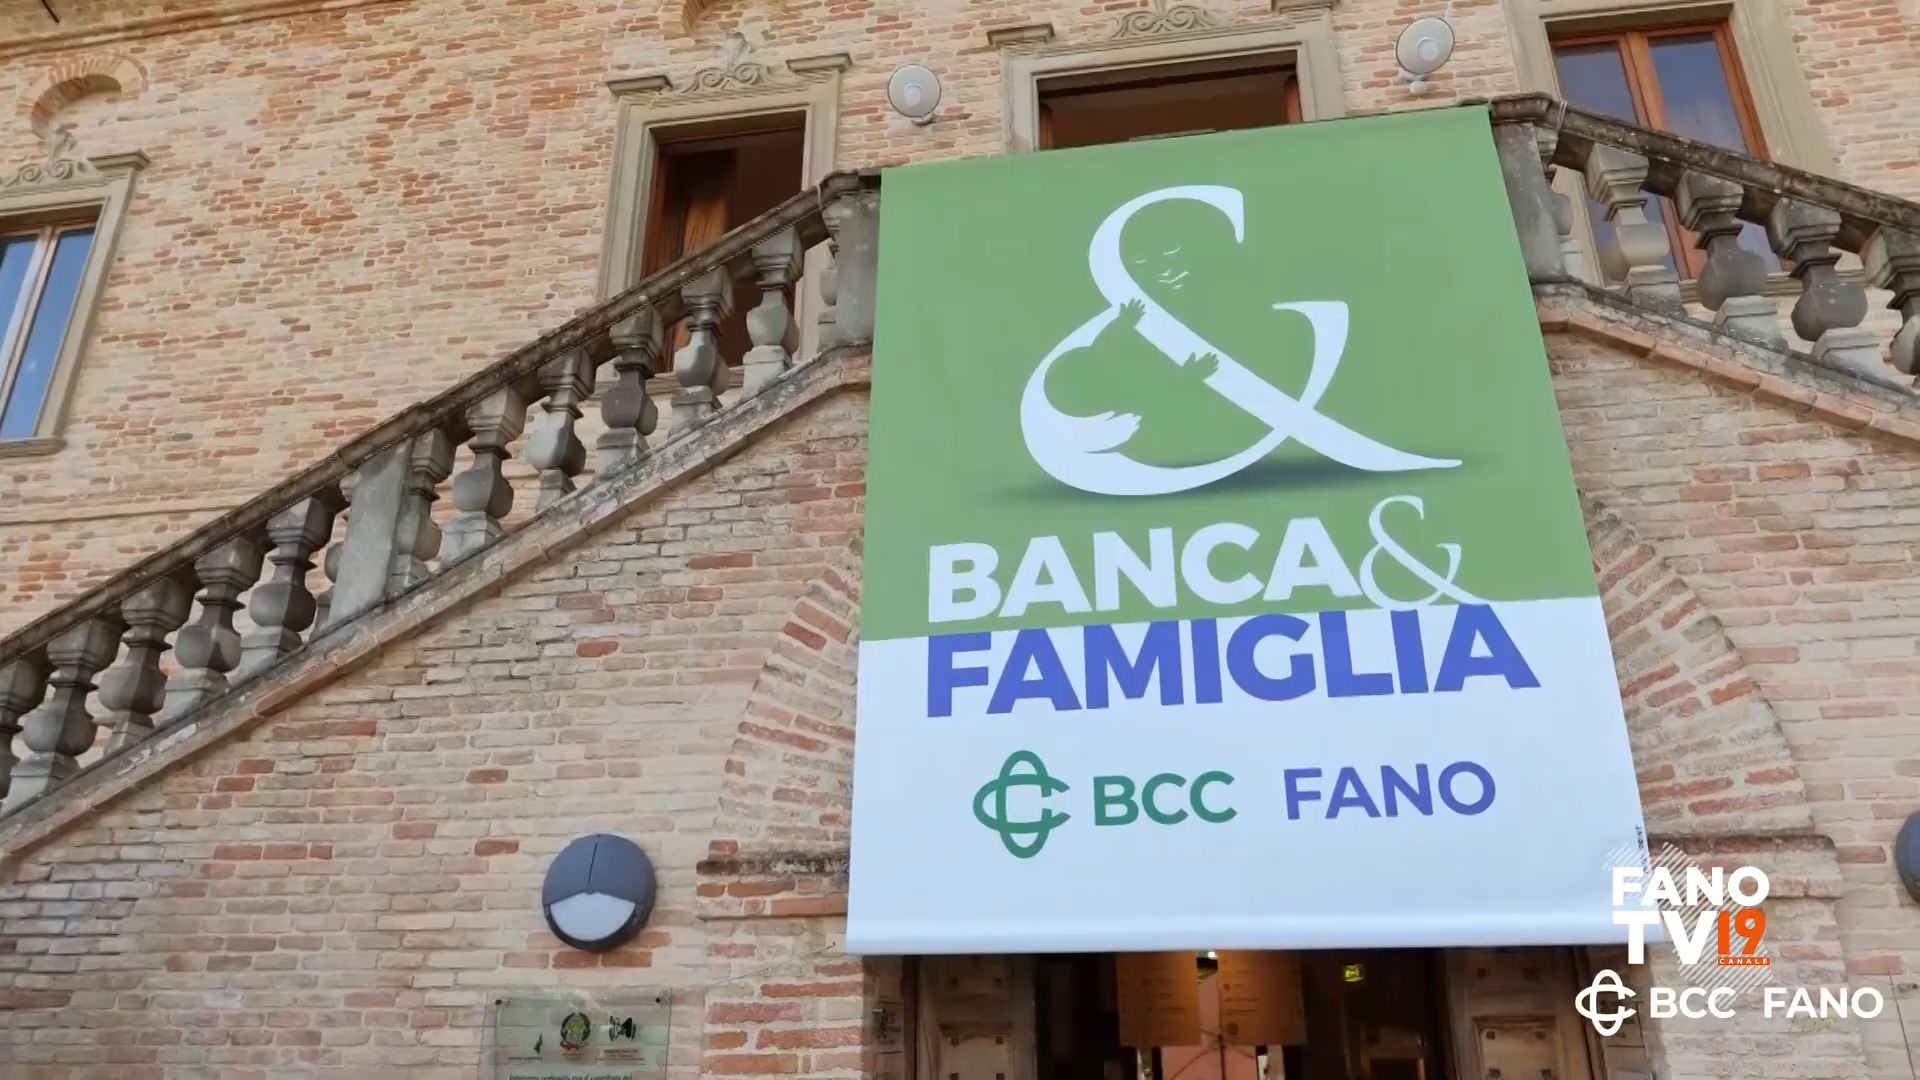 &
BANCA&
FAMIGLIA
BCC FANO
FANO
TV19
CANALE
BCC FANO